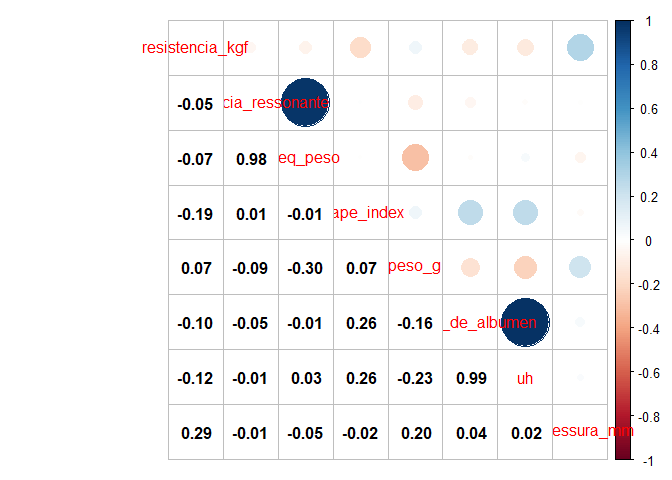 resistencia_kgf
-0.05 cia_ressonante
-0.07 0.98 eq_peso
-0.19 0.01 -0.01 ape_index
0.07 -0.09 -0.30 0.07 peso_g
-0.10 -0.05 -0.01 0.26 -0.16 _de_albumen
-0.12 -0.01 0.03 0.26 -0.23 0.99 uh
0.29 -0.01 -0.05 -0.02 0.20 0.04 0.02 essura_mm
1
0.8
0.6
0.4
0.2
0
-0.2
-0.4
-0.6
-0.8
-1